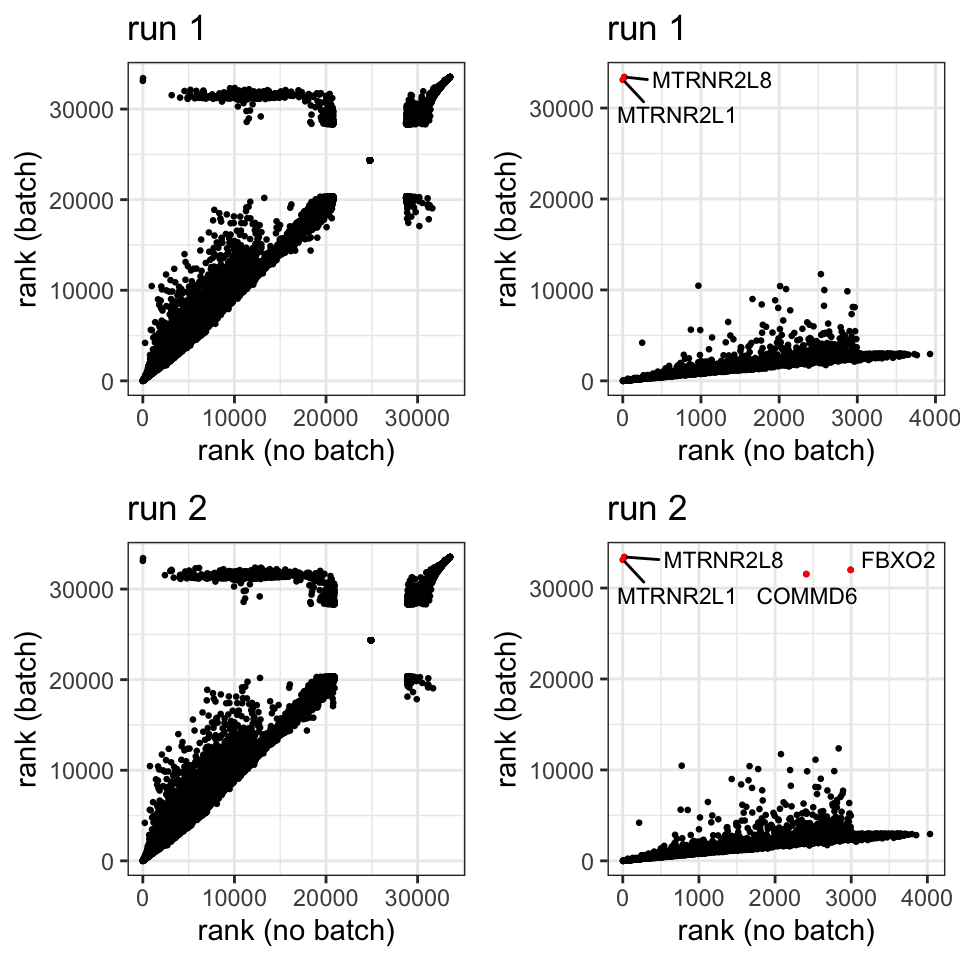 run 1
rank (batch)
30000
20000
10000
0
0 10000 20000 30000
rank (no batch)
run 1
rank (batch)
30000
20000
10000
0
MTRNR2L8
MTRNR2L1
0 1000 2000 3000 4000
rank (no batch)
run 2
rank (batch)
30000
20000
10000
0
0 10000 20000 30000
rank (no batch)
run 2
rank (batch)
30000
20000
10000
0
MTRNR2L8 FBXO2
MTRNR2L1 COMMD6
0 1000 2000 3000 4000
rank (no batch)